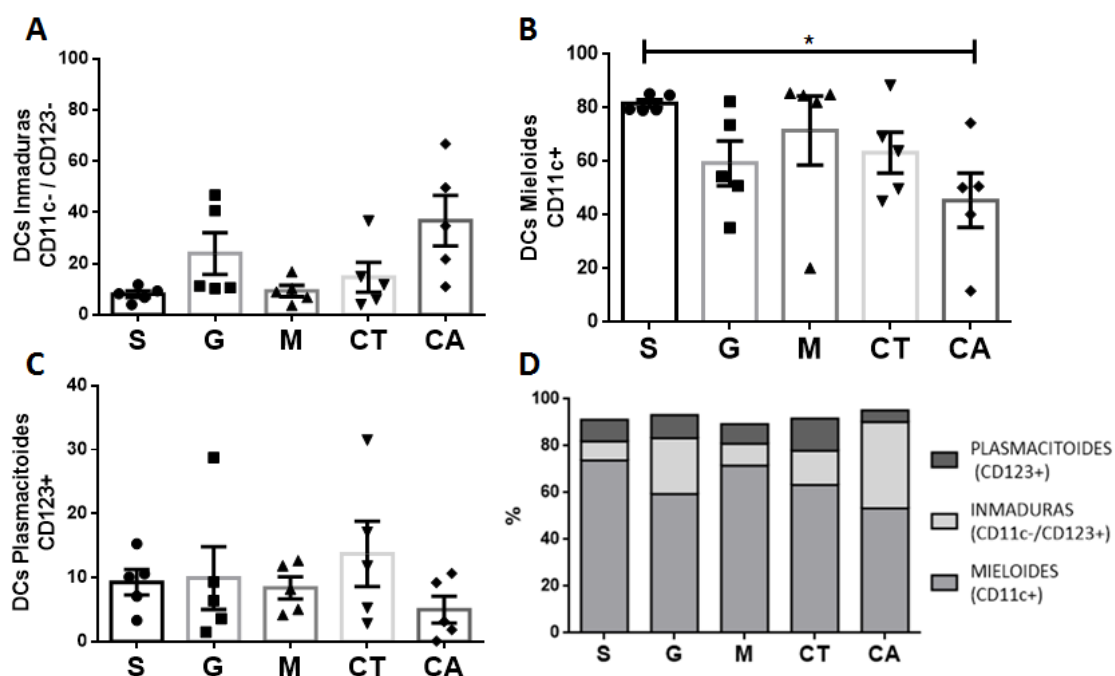 A
DCs Inmaduras
CD11c- / CD123-
100
80
60
40
20
0
S G M CT CA
B
*
DCs Mieloides
CD11c+
100
80
60
40
20
0
S G M CT CA
C
DCs Plasmacitoides
CD123+
40
30
20
10
0
S G M CT CA
D
%
100
80
60
40
20
0
S G M CT CA
PLASMACITOIDES
(CD123+)
INMADURAS
(CD11c-/CD123+)
MIELOIDES
(CD11c+)